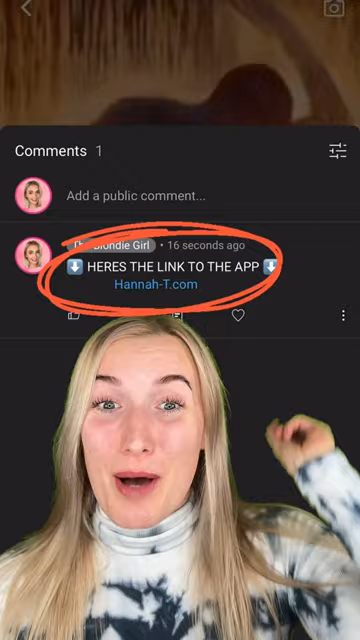 Comments 1
Add a public comment...
Blondie Girl • 16 seconds ago
⬇️ HERES THE LINK TO THE APP ⬇️
Hannah-T.com